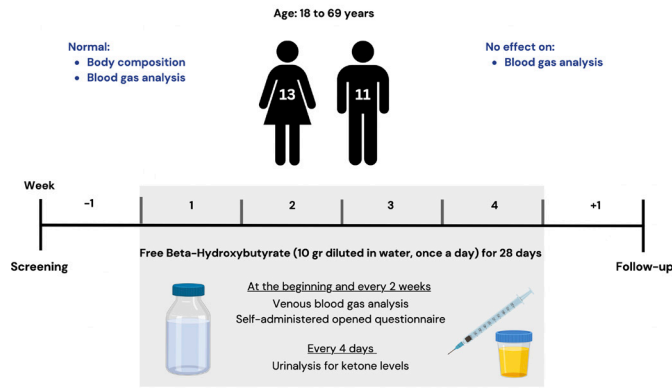 Age: 18 to 69 years
Normal:
• Body composition
• Blood gas analysis
No effect on:
• Blood gas analysis
13
11
Week
-1
1
2
3
4
+1
Screening
Follow-up
Free Beta-Hydroxybutyrate (10 gr diluted in water, once a day) for 28 days
At the beginning and every 2 weeks
Venous blood gas analysis
Self-administered opened questionnaire
Every 4 days
Urinalysis for ketone levels